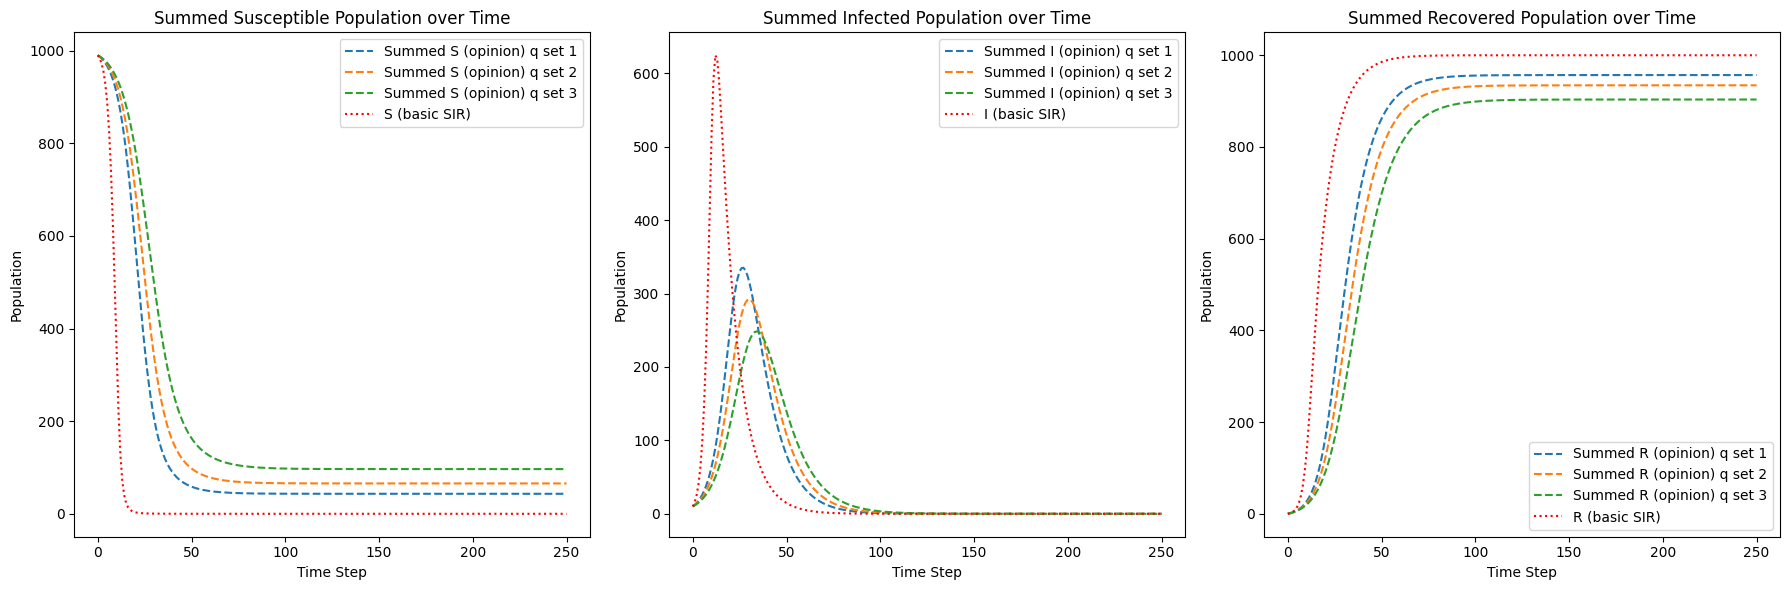 Summed Susceptible Population over Time
1000
800
600
400
200
0
Population
0 50 100 150 200 250
Time Step
Summed S (opinion) q set 1
Summed S (opinion) q set 2
Summed S (opinion) q set 3
S (basic SIR)
Summed Infected Population over Time
600
500
400
300
200
100
0
Population
0 50 100 150 200 250
Time Step
Summed I (opinion) q set 1
Summed I (opinion) q set 2
Summed I (opinion) q set 3
I (basic SIR)
Summed Recovered Population over Time
1000
800
600
400
200
0
Population
0 50 100 150 200 250
Time Step
Summed R (opinion) q set 1
Summed R (opinion) q set 2
Summed R (opinion) q set 3
R (basic SIR)